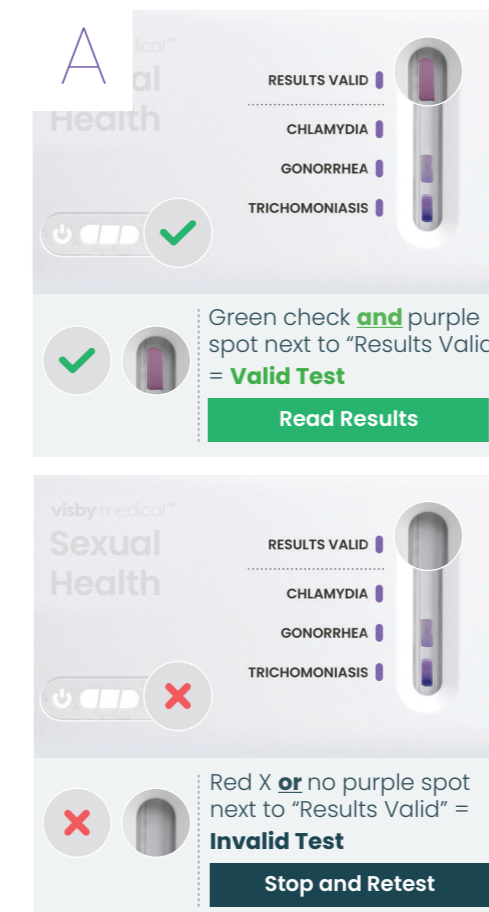 A
al
Health
RESULTS VALID
CHLAMYDIA
GONORRHEA
TRICHOMONIASIS
Green check and purple
spot next to “Results Valid
= Valid Test
Read Results
visby medical™
Sexual
Health
RESULTS VALID
CHLAMYDIA
GONORRHEA
TRICHOMONIASIS
Red X or no purple spot
next to “Results Valid” =
Invalid Test
Stop and Retest